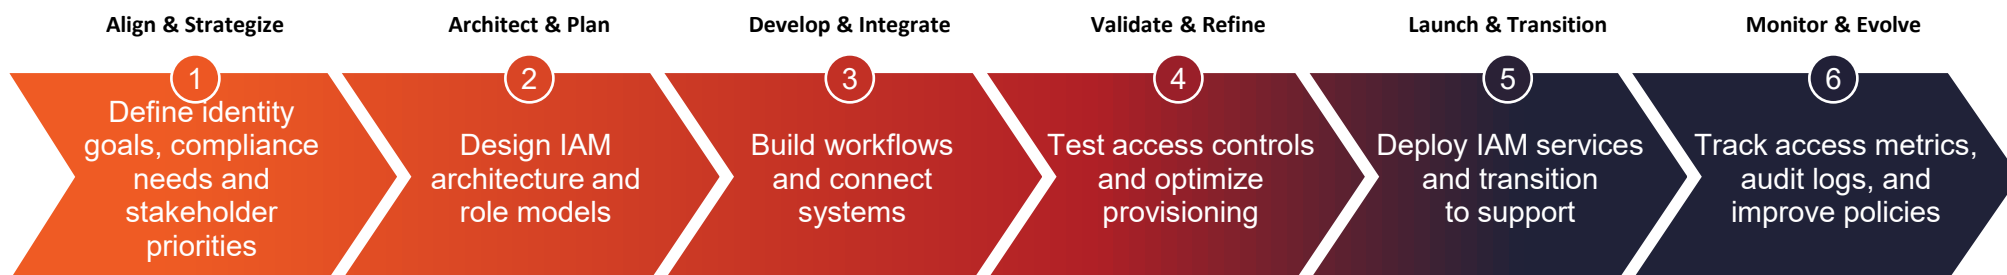 Align & Strategize
1
Define identity
goals, compliance
needs and
stakeholder
priorities
Architect & Plan
2
Design IAM
architecture and
role models
Develop & Integrate
3
Build workflows
and connect
systems
Validate & Refine
4
Test access controls
and optimize
provisioning
Launch & Transition
5
Deploy IAM services
and transition
to support
Monitor & Evolve
6
Track access metrics,
audit logs, and
improve policies